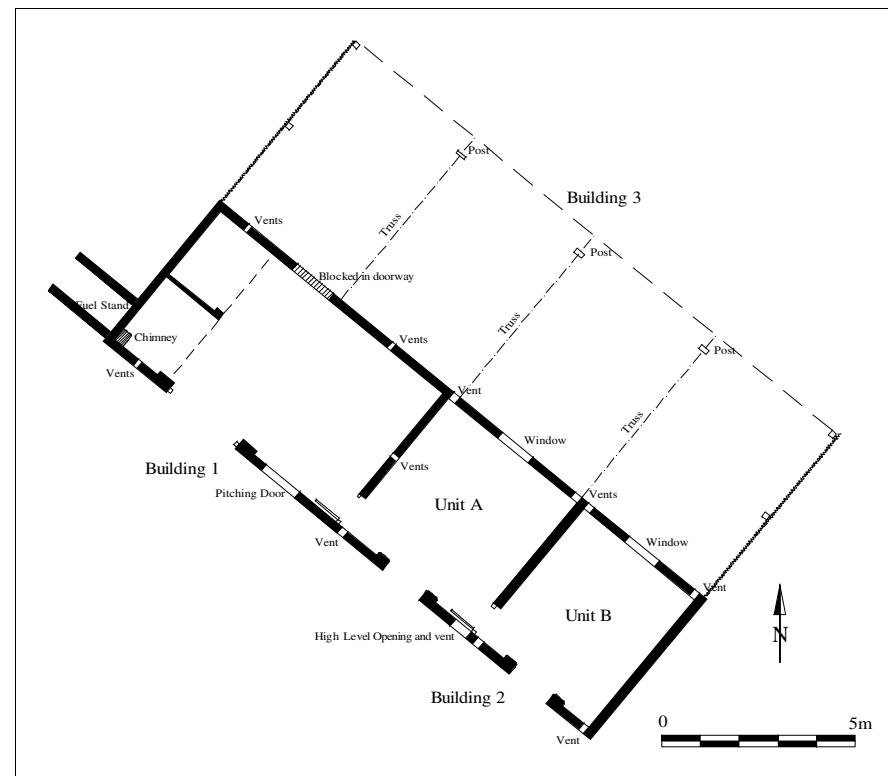 Post
Building 3
Truss
Vents
Post
Blocked in doorway
Fuel Stand
Truss
Chimney
Vents
Post
Vents
Vent
Truss
Window
Building 1
Vents
Pitching Door
Unit A
Vents
Vent
Window
Vent
Unit B
High Level Opening and vent
N
Building 2
0
5m
Vent